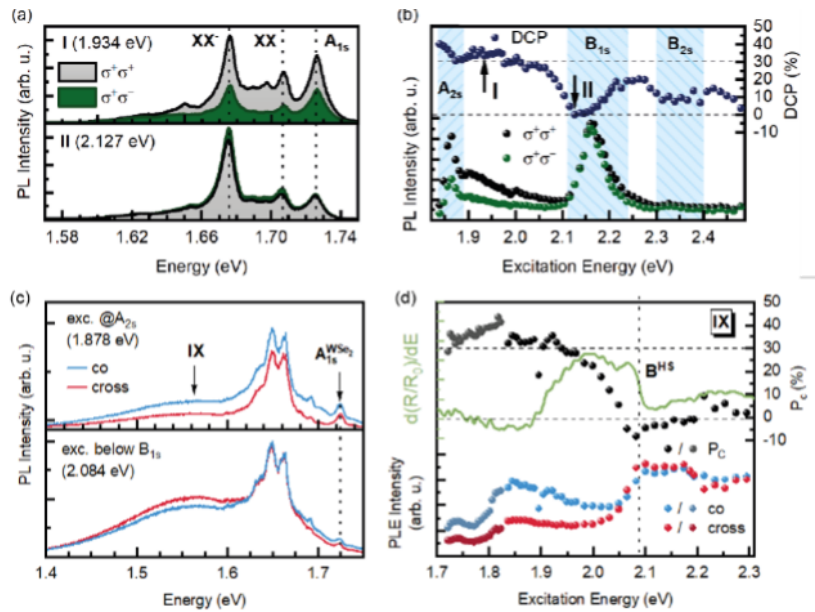 (a)
XX⁻ XX A₁ₛ
I (1.934 eV)
σ⁺σ⁺
σ⁺σ⁻
II (2.127 eV)
PL Intensity (arb. u.)
1.58 1.62 1.66 1.70 1.74
Energy (eV)
(b)
DCP B₁ₛ B₂ₛ
A₂ₛ I II
σ⁺σ⁺
σ⁺σ⁻
PL Intensity (arb. u.)
50
40
30
20
10
0
-10
DCP (%)
1.9 2.0 2.1 2.2 2.3 2.4
Excitation Energy (eV)
(c)
exc. @A₂ₛ
(1.878 eV)
co
cross
IX
A₁ₛ^WSe₂
exc. below B₁ₛ
(2.084 eV)
PL Intensity (arb. u.)
1.4 1.5 1.6 1.7
Energy (eV)
(d)
IX
d(R/R₀)/dE
B^HS
50
40
30
20
10
0
-10
P꜀ (%)
/ P_C
/ co
/ cross
PLE Intensity
(arb. u.)
1.7 1.8 1.9 2.0 2.1 2.2 2.3
Excitation Energy (eV)